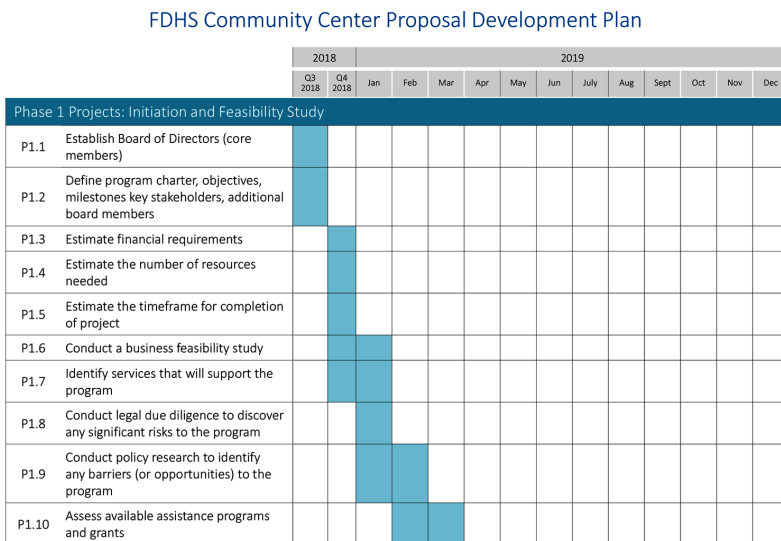 FDHS Community Center Proposal Development Plan
2018 2019
Q3 2018 Q4 2018 Jan Feb Mar Apr May Jun July Aug Sept Oct Nov Dec
Phase 1 Projects: Initiation and Feasibility Study
P1.1 Establish Board of Directors (core
members)
P1.2 Define program charter, objectives,
milestones key stakeholders, additional
board members
P1.3 Estimate financial requirements
P1.4 Estimate the number of resources
needed
P1.5 Estimate the timeframe for completion
of project
P1.6 Conduct a business feasibility study
P1.7 Identify services that will support the
program
P1.8 Conduct legal due diligence to discover
any significant risks to the program
P1.9 Conduct policy research to identify
any barriers (or opportunities) to the
program
P1.10 Assess available assistance programs
and grants